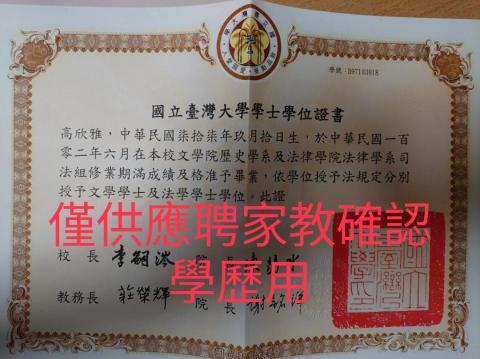 學號:B97103018
國立臺灣大學學士學位證書
高欣雅,中華民國柒拾柒年玖月拾日生,於中華民國一百
零二年六月在本校文學院歷史學系及法律學院法律學系司
法組修業期滿成績及格准予畢業,依學位授予法規定分別
授予文學學士及法學學士學位。此證
僅供應聘家教確認
學歷用
校長 李嗣涔 院長
教務長 莊榮輝 院長 謝銘洋